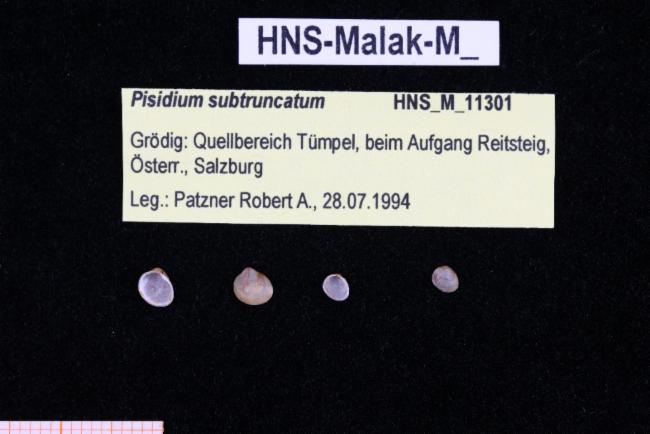 HNS-Malak-M_
Pisidium subtruncatum HNS_M_11301
Grödig: Quellbereich Tümpel, beim Aufgang Reitsteig,
Österr., Salzburg
Leg.: Patzner Robert A., 28.07.1994